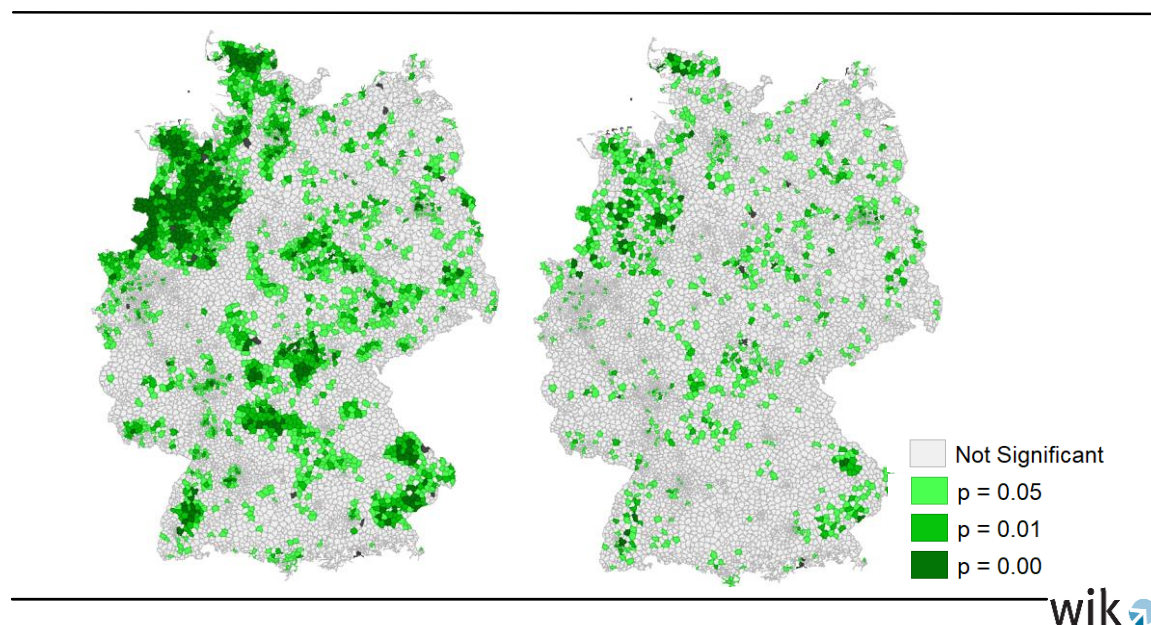 Not Significant
p = 0.05
p = 0.01
p = 0.00
wik